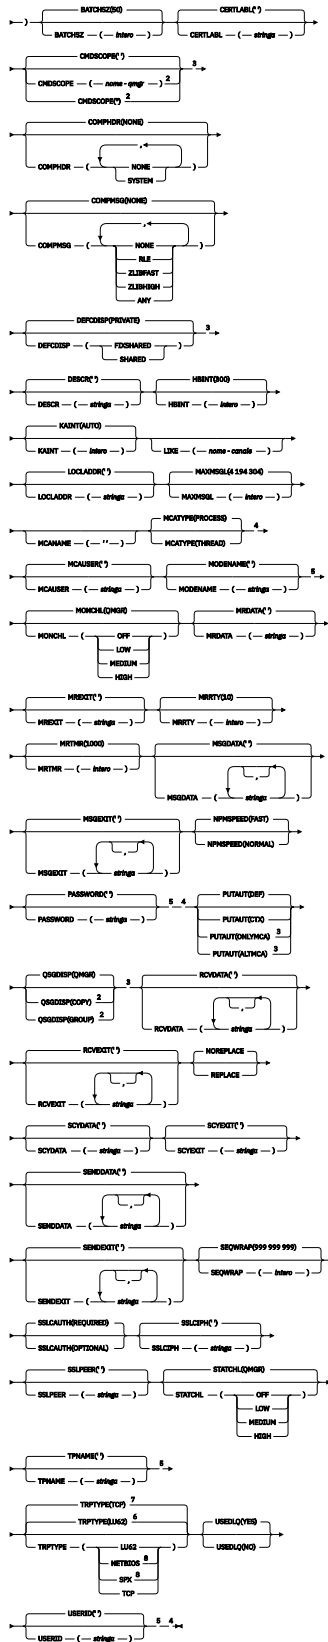 BATCHSZ(50) CERTLABL(' ')
) BATCHSZ ( intero ) CERTLABL ( stringa )
CMDSCOPE(' ') 3
CMDSCOPE ( nome - qmgr ) 2
CMDSCOPE(*) 2
COMPHDR(NONE)
,
COMPHDR ( NONE )
SYSTEM
COMPMSG(NONE)
,
COMPMSG ( NONE )
RLE
ZLIBFAST
ZLIBHIGH
ANY
DEFCDISP(PRIVATE) 3
DEFCDISP ( FIXSHARED )
SHARED
DESCR(' ') HBINT(300)
DESCR ( stringa ) HBINT ( intero )
KAINT(AUTO)
KAINT ( intero ) LIKE ( nome - canale )
LOCLADDR(' ') MAXMSGL(4 194 304)
LOCLADDR ( stringa ) MAXMSGL ( intero )
MCATYPE(PROCESS) 4
MCANAME ( ' ' ) MCATYPE(THREAD)
MCAUSER(' ') MODENAME(' ') 5
MCAUSER ( stringa ) MODENAME ( stringa )
MONCHL(QMGR) MRDATA(' ')
MONCHL ( OFF ) MRDATA ( stringa )
LOW
MEDIUM
HIGH
MREXIT(' ') MRRTY(10)
MREXIT ( stringa ) MRRTY ( intero )
MRTMR(1000) MSGDATA(' ')
MRTMR ( intero ) ,
MSGDATA ( stringa )
MSGEXIT(' ') NPMSPEED(FAST)
, NPMSPEED(NORMAL)
MSGEXIT ( stringa )
PASSWORD(' ') 5 4 PUTAUT(DEF)
PASSWORD ( stringa ) PUTAUT(CTX)
PUTAUT(ONLYMCA) 3
PUTAUT(ALTMCA) 3
QSGDISP(QMGR) 3 RCVDATA(' ')
QSGDISP(COPY) 2 ,
QSGDISP(GROUP) 2 RCVDATA ( stringa )
RCVEXIT(' ') NOREPLACE
, REPLACE
RCVEXIT ( stringa )
SCYDATA(' ') SCYEXIT(' ')
SCYDATA ( stringa ) SCYEXIT ( stringa )
SENDDATA(' ')
,
SENDDATA ( stringa )
SENDEXIT(' ') SEQWRAP(999 999 999)
, SEQWRAP ( intero )
SENDEXIT ( stringa )
SSLCAUTH(REQUIRED) SSLCIPH(' ')
SSLCAUTH(OPTIONAL) SSLCIPH ( stringa )
SSLPEER(' ') STATCHL(QMGR)
SSLPEER ( stringa ) STATCHL ( OFF )
LOW
MEDIUM
HIGH
TPNAME(' ') 5
TPNAME ( stringa )
TRPTYPE(TCP) 7
TRPTYPE(LU62) 6 USEDLQ(YES)
TRPTYPE ( LU62 ) USEDLQ(NO)
NETBIOS 8
SPX 8
TCP
USERID(' ') 5 4
USERID ( stringa )